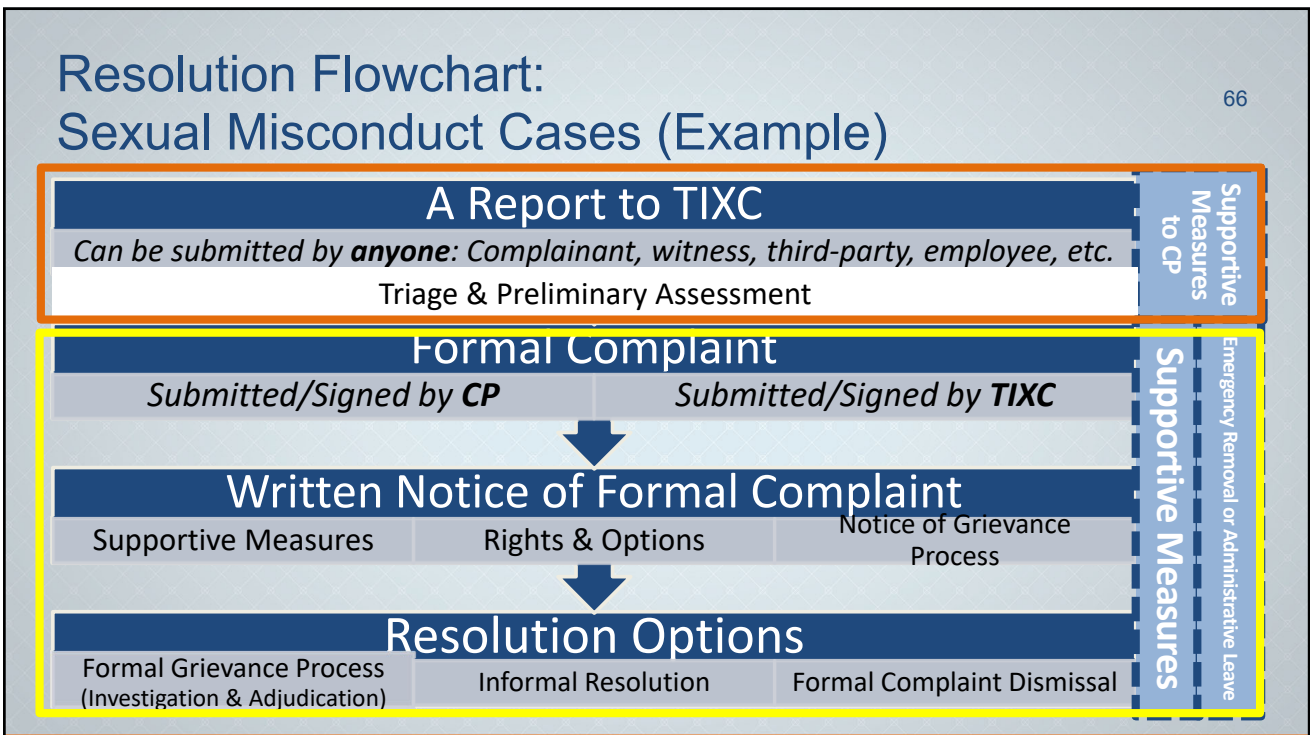 Resolution Flowchart:
Sexual Misconduct Cases (Example)
66
A Report to TIXC
Can be submitted by anyone: Complainant, witness, third-party, employee, etc.
Triage & Preliminary Assessment
Supportive
Measures
to CP
Formal Complaint
Submitted/Signed by CP
Submitted/Signed by TIXC
Written Notice of Formal Complaint
Supportive Measures
Rights & Options
Notice of Grievance
Process
Resolution Options
Formal Grievance Process
(Investigation & Adjudication)
Informal Resolution
Formal Complaint Dismissal
Supportive Measures
Emergency Removal or Administrative Leave